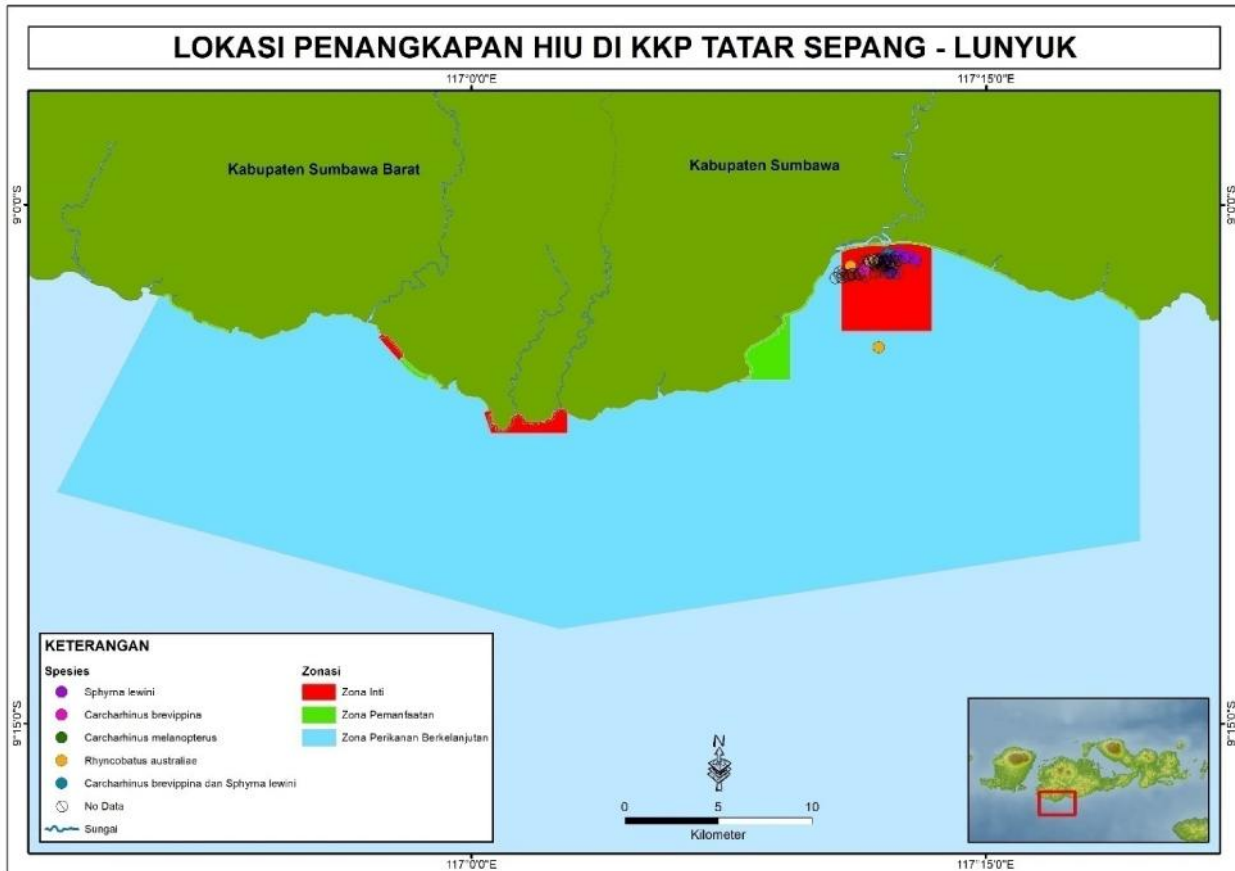 LOKASI PENANGKAPAN HIU DI KKP TATAR SEPANG - LUNYUK
117°0'0"E 117°15'0"E
Kabupaten Sumbawa Barat
Kabupaten Sumbawa
9°0'0"S 9°0'0"S
KETERANGAN
Spesies Zonasi
Sphyrna lewini Zona Inti
Carcharhinus brevippina Zona Pemanfaatan
Carcharhinus melanopterus Zona Perikanan Berkelanjutan
Rhyncobatus australiae
Carcharhinus brevippina dan Sphyrna lewini
No Data
Sungai
N
0 5 10
Kilometer
9°15'0"S 9°15'0"S
117°0'0"E 117°15'0"E